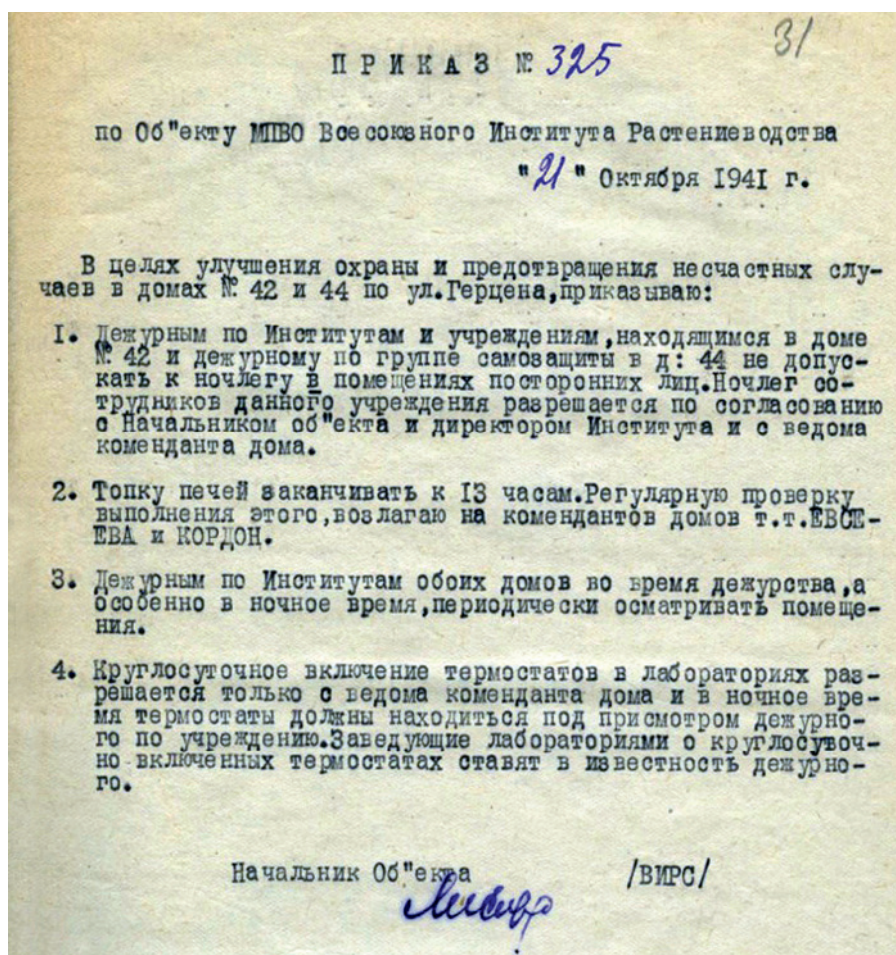 31
ПРИКАЗ № 325
по Об"екту МПВО Всесоюзного Института Растениеводства
"21" Октября 1941 г.
В целях улучшения охраны и предотвращения несчастных слу-
чаев в домах № 42 и 44 по ул.Герцена,приказываю:
1. Дежурным по Институтам и учреждениям,находящимся в доме
№ 42 и дежурному по группе самозащиты в д: 44 не допус-
кать к ночлегу в помещениях посторонних лиц.Ночлег со-
трудников данного учреждения разрешается по согласованию
с Начальником об"екта и директором Института и с ведома
коменданта дома.
2. Топку печей заканчивать к 13 часам.Регулярную проверку
выполнения этого,возлагаю на комендантов домов т.т.ЕВСЕ-
ЕВА и КОРДОН.
3. Дежурным по Институтам обоих домов во время дежурства,а
особенно в ночное время,периодически осматривать помеще-
ния.
4. Круглосуточное включение термостатов в лабораториях раз-
решается только с ведома коменданта дома и в ночное вре-
мя термостаты должны находиться под присмотром дежурно-
го по учреждению.Заведующие лабораториями о круглосуточ-
но включенных термостатах ставят в известность дежурно-
го.
Начальник Об"екта /ВИРС/